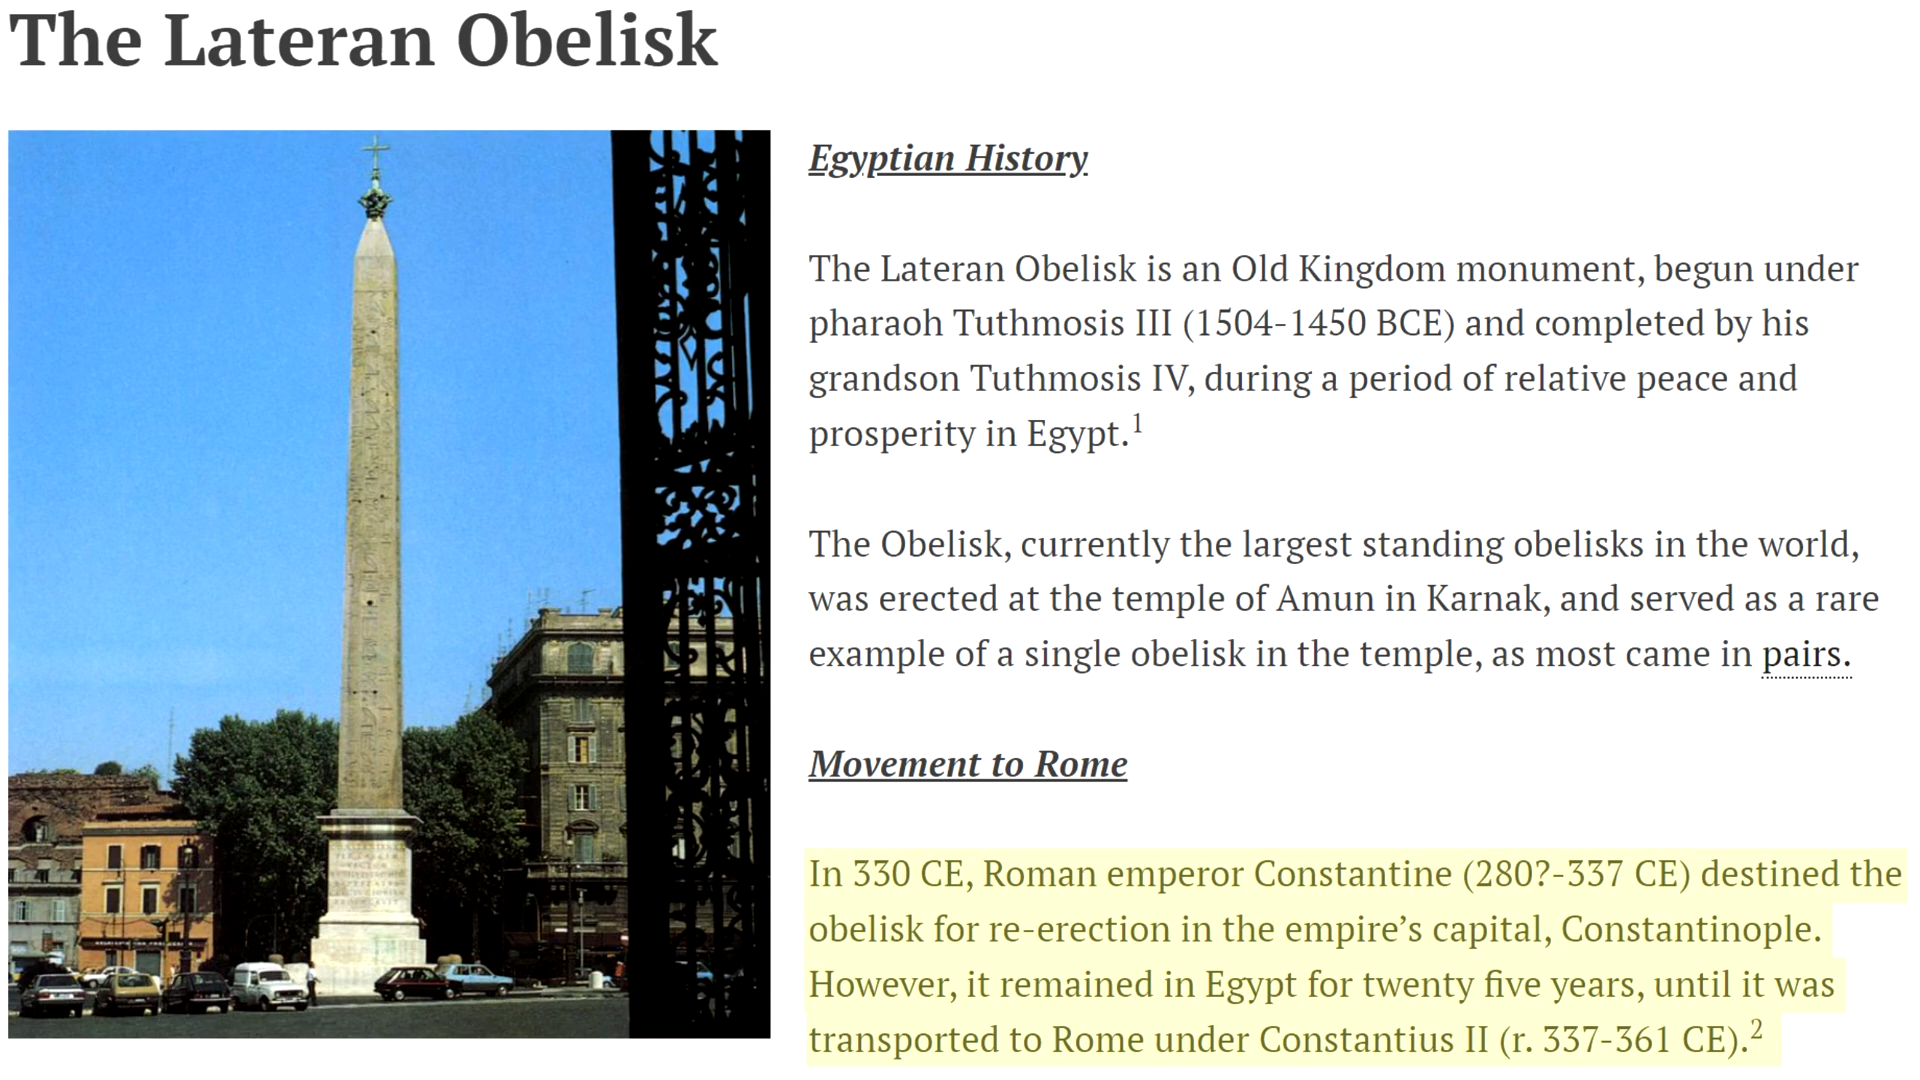 The Lateran Obelisk
Egyptian History
The Lateran Obelisk is an Old Kingdom monument, begun under
pharaoh Tuthmosis III (1504-1450 BCE) and completed by his
grandson Tuthmosis IV, during a period of relative peace and
prosperity in Egypt.1
The Obelisk, currently the largest standing obelisks in the world,
was erected at the temple of Amun in Karnak, and served as a rare
example of a single obelisk in the temple, as most came in pairs.
Movement to Rome
In 330 CE, Roman emperor Constantine (280?-337 CE) destined the
obelisk for re-erection in the empire’s capital, Constantinople.
However, it remained in Egypt for twenty five years, until it was
transported to Rome under Constantius II (r. 337-361 CE).2